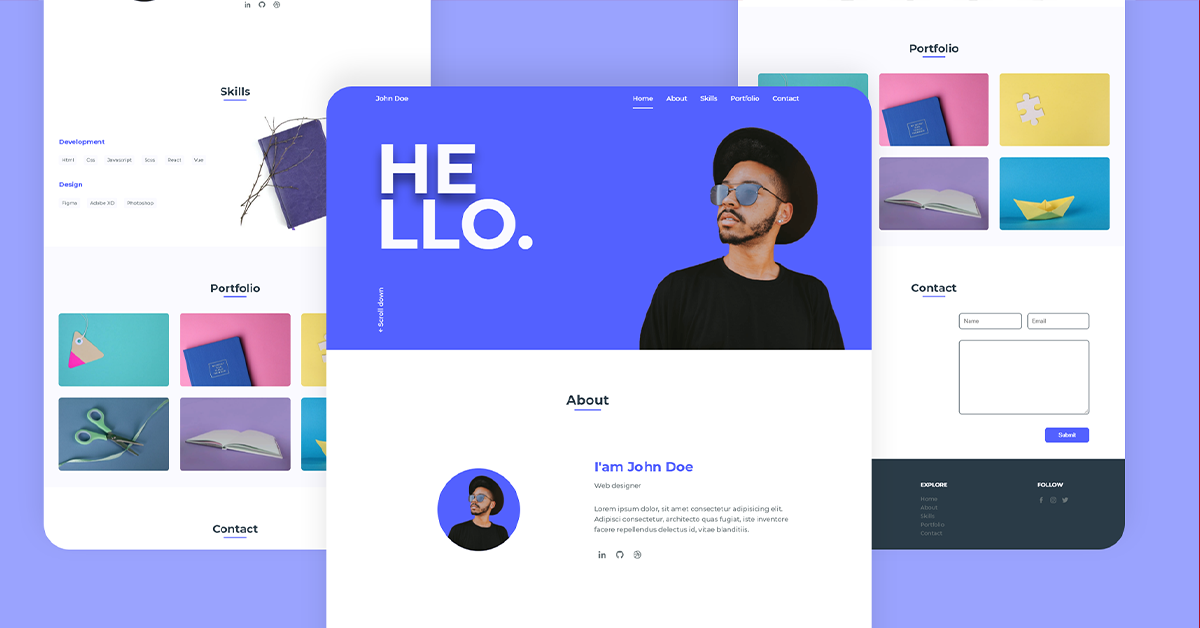 Skills
Development
Html Css Javascript Scss React Vue
Design
Figma Adobe XD Photoshop
Portfolio
Contact
John Doe
Home About Skills Portfolio Contact
HE
LLO.
Scroll down
About
I'am John Doe
Web designer
Lorem ipsum dolor, sit amet consectetur adipisicing elit.
Adipisci consectetur, architecto quas fugiat, iste inventore
facere repellendus delectus id, vitae blanditiis.
Portfolio
Contact
Name Email
Submit
EXPLORE
Home
About
Skills
Portfolio
Contact
FOLLOW